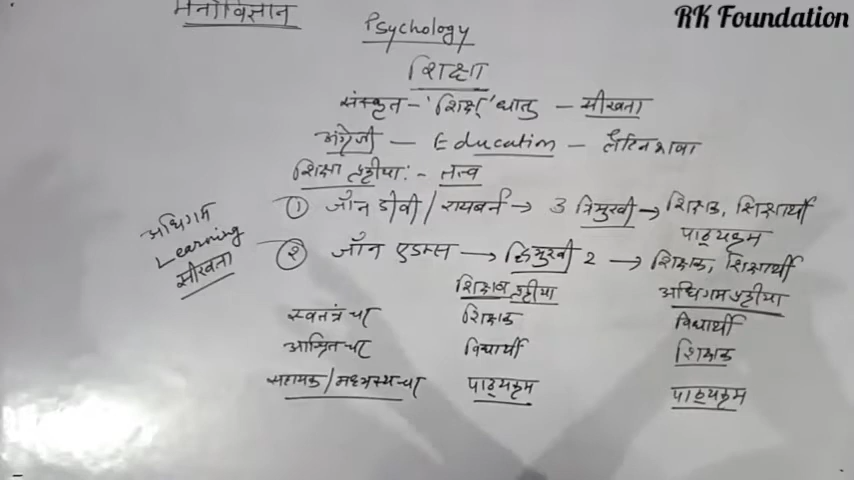 RK Foundation
मनोविज्ञान
Psychology
शिक्षा
संस्कृत - 'शिक्ष्' धातु - सीखना
अंग्रेजी - Education - लैटिन भाषा
शिक्षा प्रक्रिया :- तत्व
① जॉन डीवी / रायबर्न → 3 त्रिमुखी → शिक्षक, शिक्षार्थी
पाठ्यक्रम
अधिगम
Learning
सीखना
② जॉन एडम्स → द्विमुखी 2 → शिक्षक, शिक्षार्थी
शिक्षण प्रक्रिया अधिगम प्रक्रिया
स्वतंत्र चर शिक्षक विद्यार्थी
आश्रित चर विद्यार्थी शिक्षक
सहायक / मध्यस्थ चर पाठ्यक्रम पाठ्यक्रम